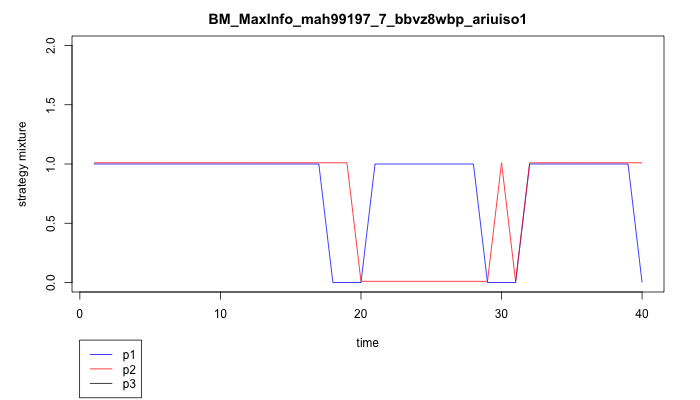 BM_MaxInfo_mah99197_7_bbvz8wbp_ariuiso1
strategy mixture
2.0
1.5
1.0
0.5
0.0
0 10 20 30 40
time
p1
p2
p3